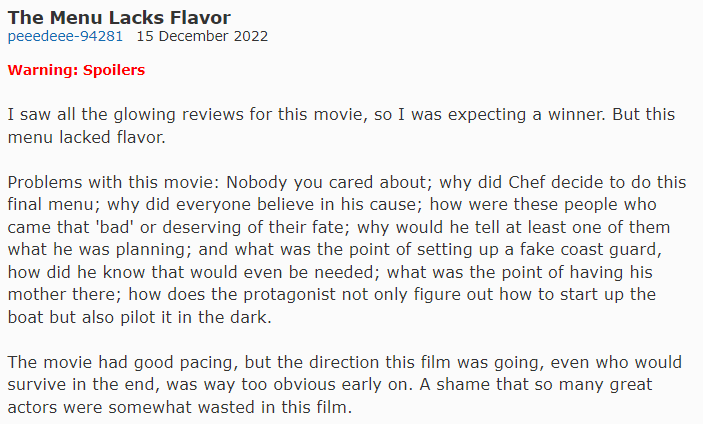 The Menu Lacks Flavor
peeedeee-94281 15 December 2022
Warning: Spoilers
I saw all the glowing reviews for this movie, so I was expecting a winner. But this
menu lacked flavor.
Problems with this movie: Nobody you cared about; why did Chef decide to do this
final menu; why did everyone believe in his cause; how were these people who
came that 'bad' or deserving of their fate; why would he tell at least one of them
what he was planning; and what was the point of setting up a fake coast guard,
how did he know that would even be needed; what was the point of having his
mother there; how does the protagonist not only figure out how to start up the
boat but also pilot it in the dark.
The movie had good pacing, but the direction this film was going, even who would
survive in the end, was way too obvious early on. A shame that so many great
actors were somewhat wasted in this film.